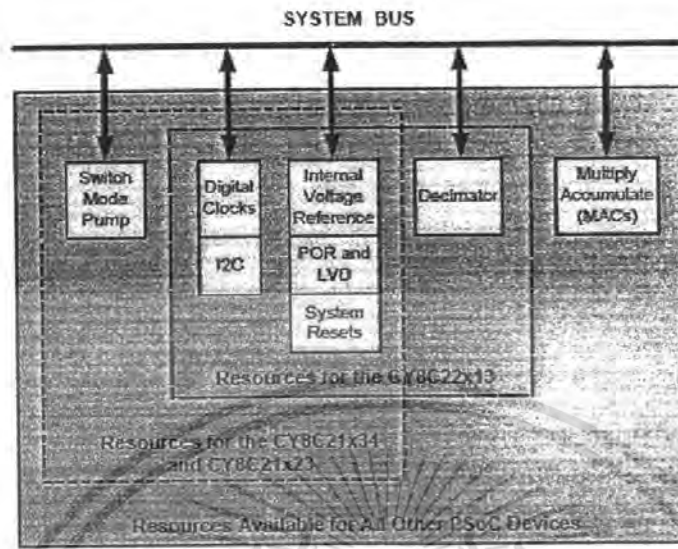 SYSTEM BUS
Switch
Mode
Pump
Digital
Clocks
I2C
Internal
Voltage
Reference
POR and
LVD
System
Resets
Decimator
Multiply
Accumulate
(MACs)
Resources for the CY8C22x13
Resources for the CY8C21x34
and CY8C21x23
Resources Available for All Other PSoC Devices